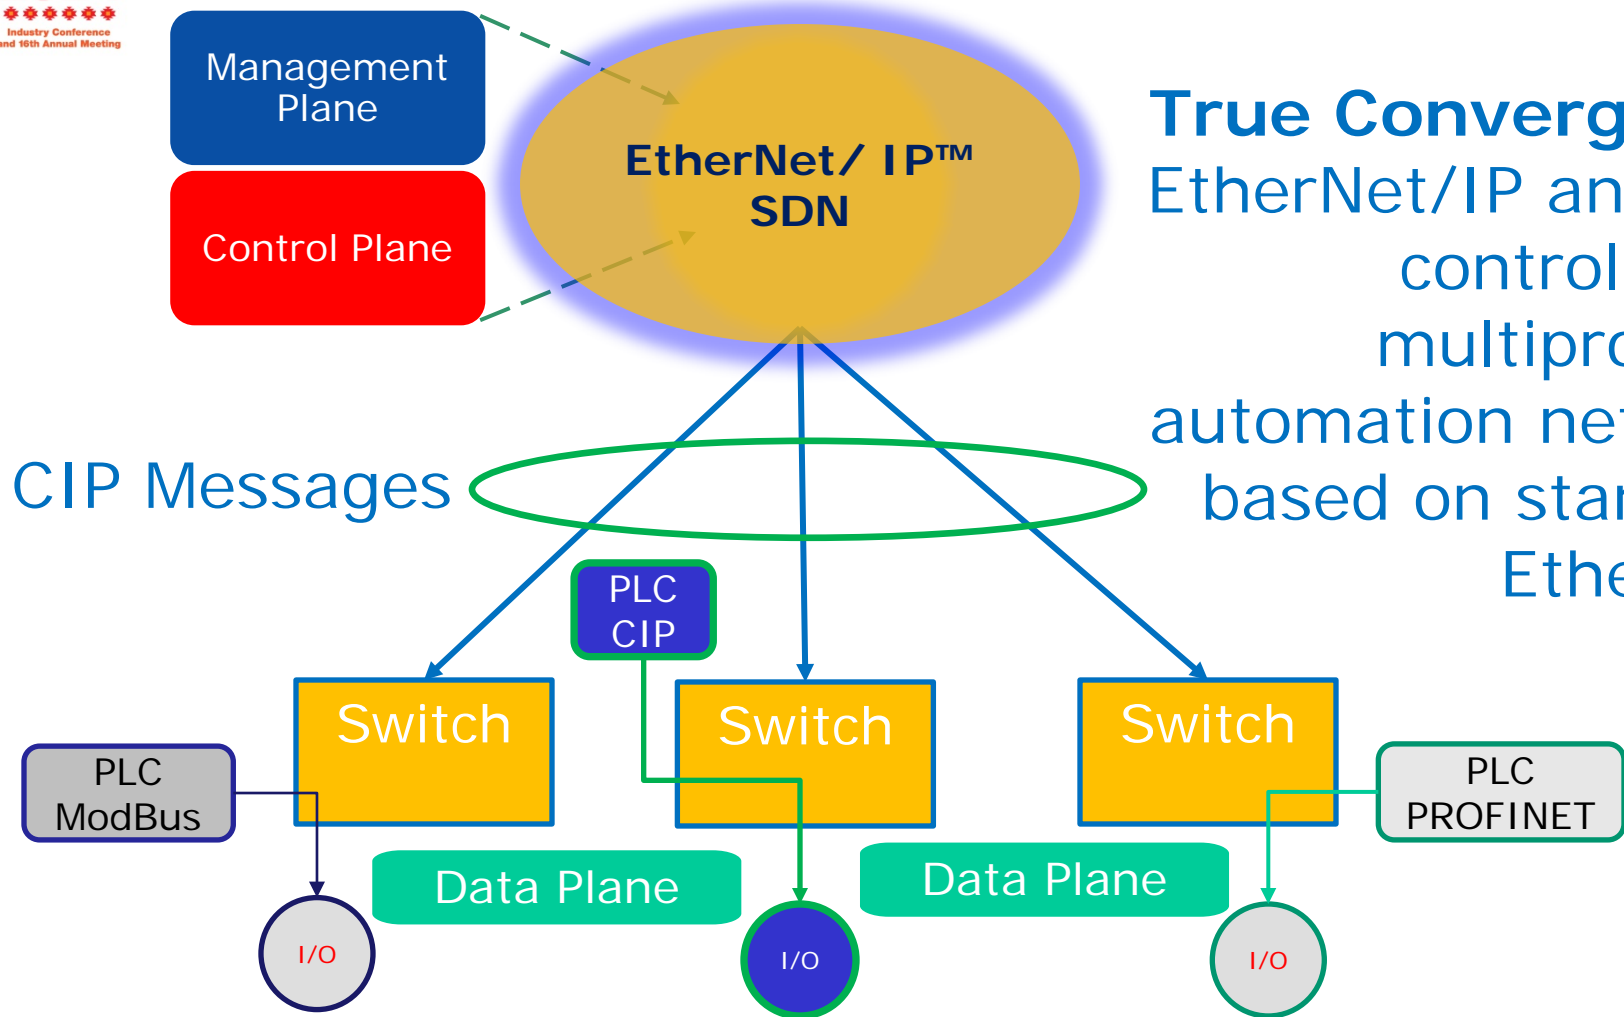 Industry Conference
and 16th Annual Meeting
Management
Plane
Control Plane
EtherNet/ IP™
SDN
True Converg
EtherNet/IP an
control
multipro
automation net
based on star
Ethe
CIP Messages
PLC
CIP
Switch
Switch
Switch
PLC
ModBus
PLC
PROFINET
Data Plane
Data Plane
I/O
I/O
I/O